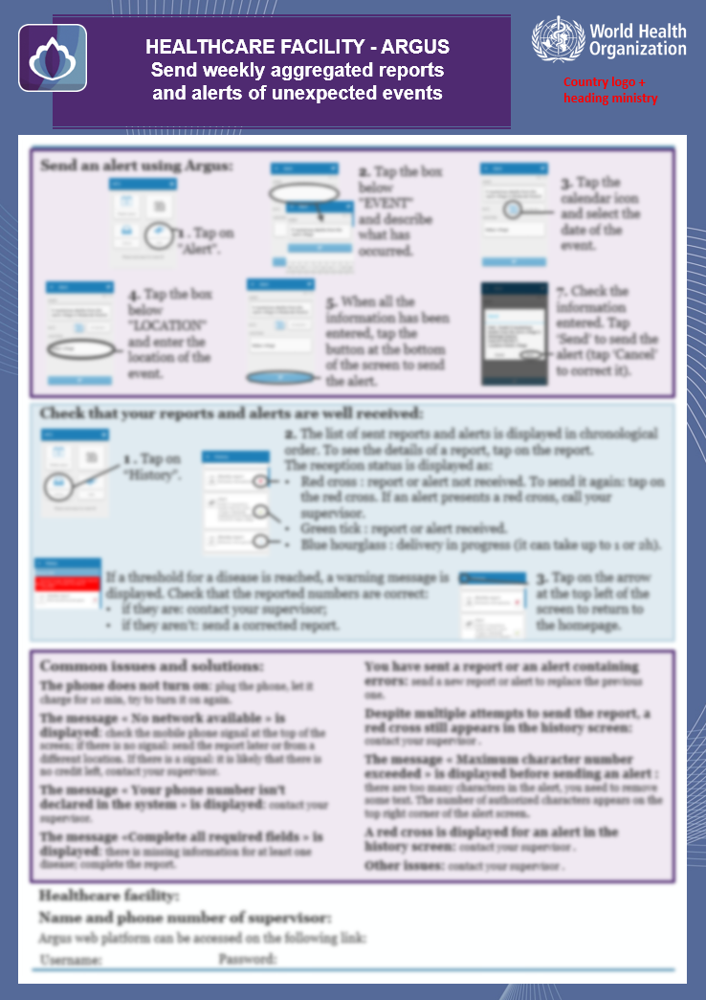 HEALTHCARE FACILITY - ARGUS
Send weekly aggregated reports
and alerts of unexpected events
World Health
Organization
Country logo +
heading ministry
Send an alert using Argus:
1 . Tap on
"Alert".
2. Tap the box
below
"EVENT"
and describe
what has
occurred.
3. Tap the
calendar icon
and select the
date of the
event.
4. Tap the box
below
"LOCATION"
and enter the
location of the
event.
5. When all the
information has been
entered, tap the
button at the bottom
of the screen to send
the alert.
7. Check the
information
entered. Tap
'Send' to send the
alert (tap 'Cancel'
to correct it).
Check that your reports and alerts are well received:
1 . Tap on
"History".
2. The list of sent reports and alerts is displayed in chronological
order. To see the details of a report, tap on the report.
The reception status is displayed as:
• Red cross : report or alert not received. To send it again: tap on
the red cross. If an alert presents a red cross, call your
supervisor.
• Green tick : report or alert received.
• Blue hourglass : delivery in progress (it can take up to 1 or 2h).
If a threshold for a disease is reached, a warning message is
displayed. Check that the reported numbers are correct:
• if they are: contact your supervisor;
• if they aren't: send a corrected report.
3. Tap on the arrow
at the top left of the
screen to return to
the homepage.
Common issues and solutions:
The phone does not turn on: plug the phone, let it
charge for 10 min, try to turn it on again.
The message « No network available » is
displayed: check the mobile phone signal at the top of the
screen; if there is no signal: send the report later or from a
different location. If there is a signal: it is likely that there is
no credit left, contact your supervisor.
The message « Your phone number isn't
declared in the system » is displayed: contact your
supervisor.
The message «Complete all required fields » is
displayed: there is missing information for at least one
disease; complete the report.
You have sent a report or an alert containing
errors: send a new report or alert to replace the previous
one.
Despite multiple attempts to send the report, a
red cross still appears in the history screen:
contact your supervisor .
The message « Maximum character number
exceeded » is displayed before sending an alert :
there are too many characters in the alert, you need to remove
some text. The number of authorized characters appears on the
top right corner of the alert screen.
A red cross is displayed for an alert in the
history screen: contact your supervisor .
Other issues: contact your supervisor .
Healthcare facility:
Name and phone number of supervisor:
Argus web platform can be accessed on the following link:
Username: Password: